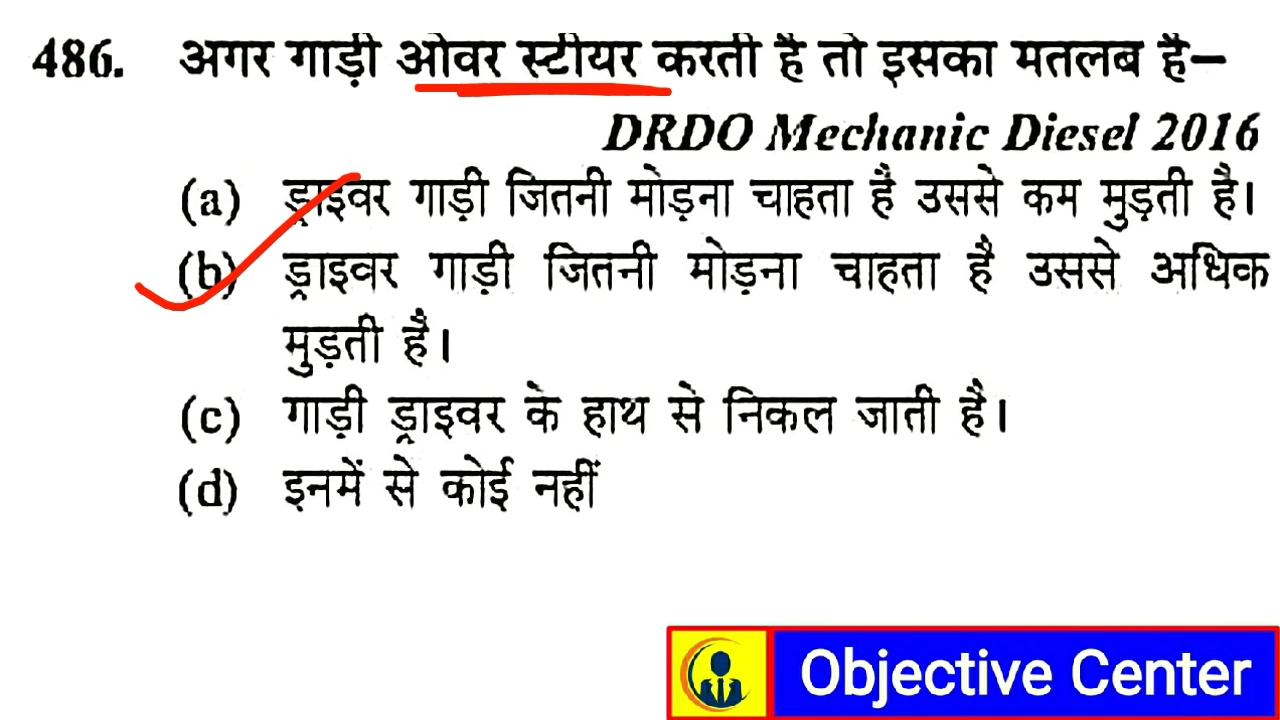 486. अगर गाड़ी ओवर स्टीयर करती है तो इसका मतलब है–
DRDO Mechanic Diesel 2016
(a) ड्राइवर गाड़ी जितनी मोड़ना चाहता है उससे कम मुड़ती है।
(b) ड्राइवर गाड़ी जितनी मोड़ना चाहता है उससे अधिक
मुड़ती है।
(c) गाड़ी ड्राइवर के हाथ से निकल जाती है।
(d) इनमें से कोई नहीं
Objective Center